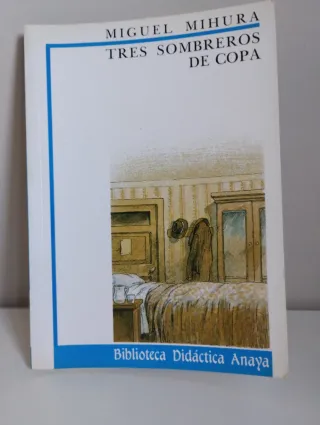 MIGUEL MIHURA
TRES SOMBREROS
DE COPA
Biblioteca Didáctica Anaya